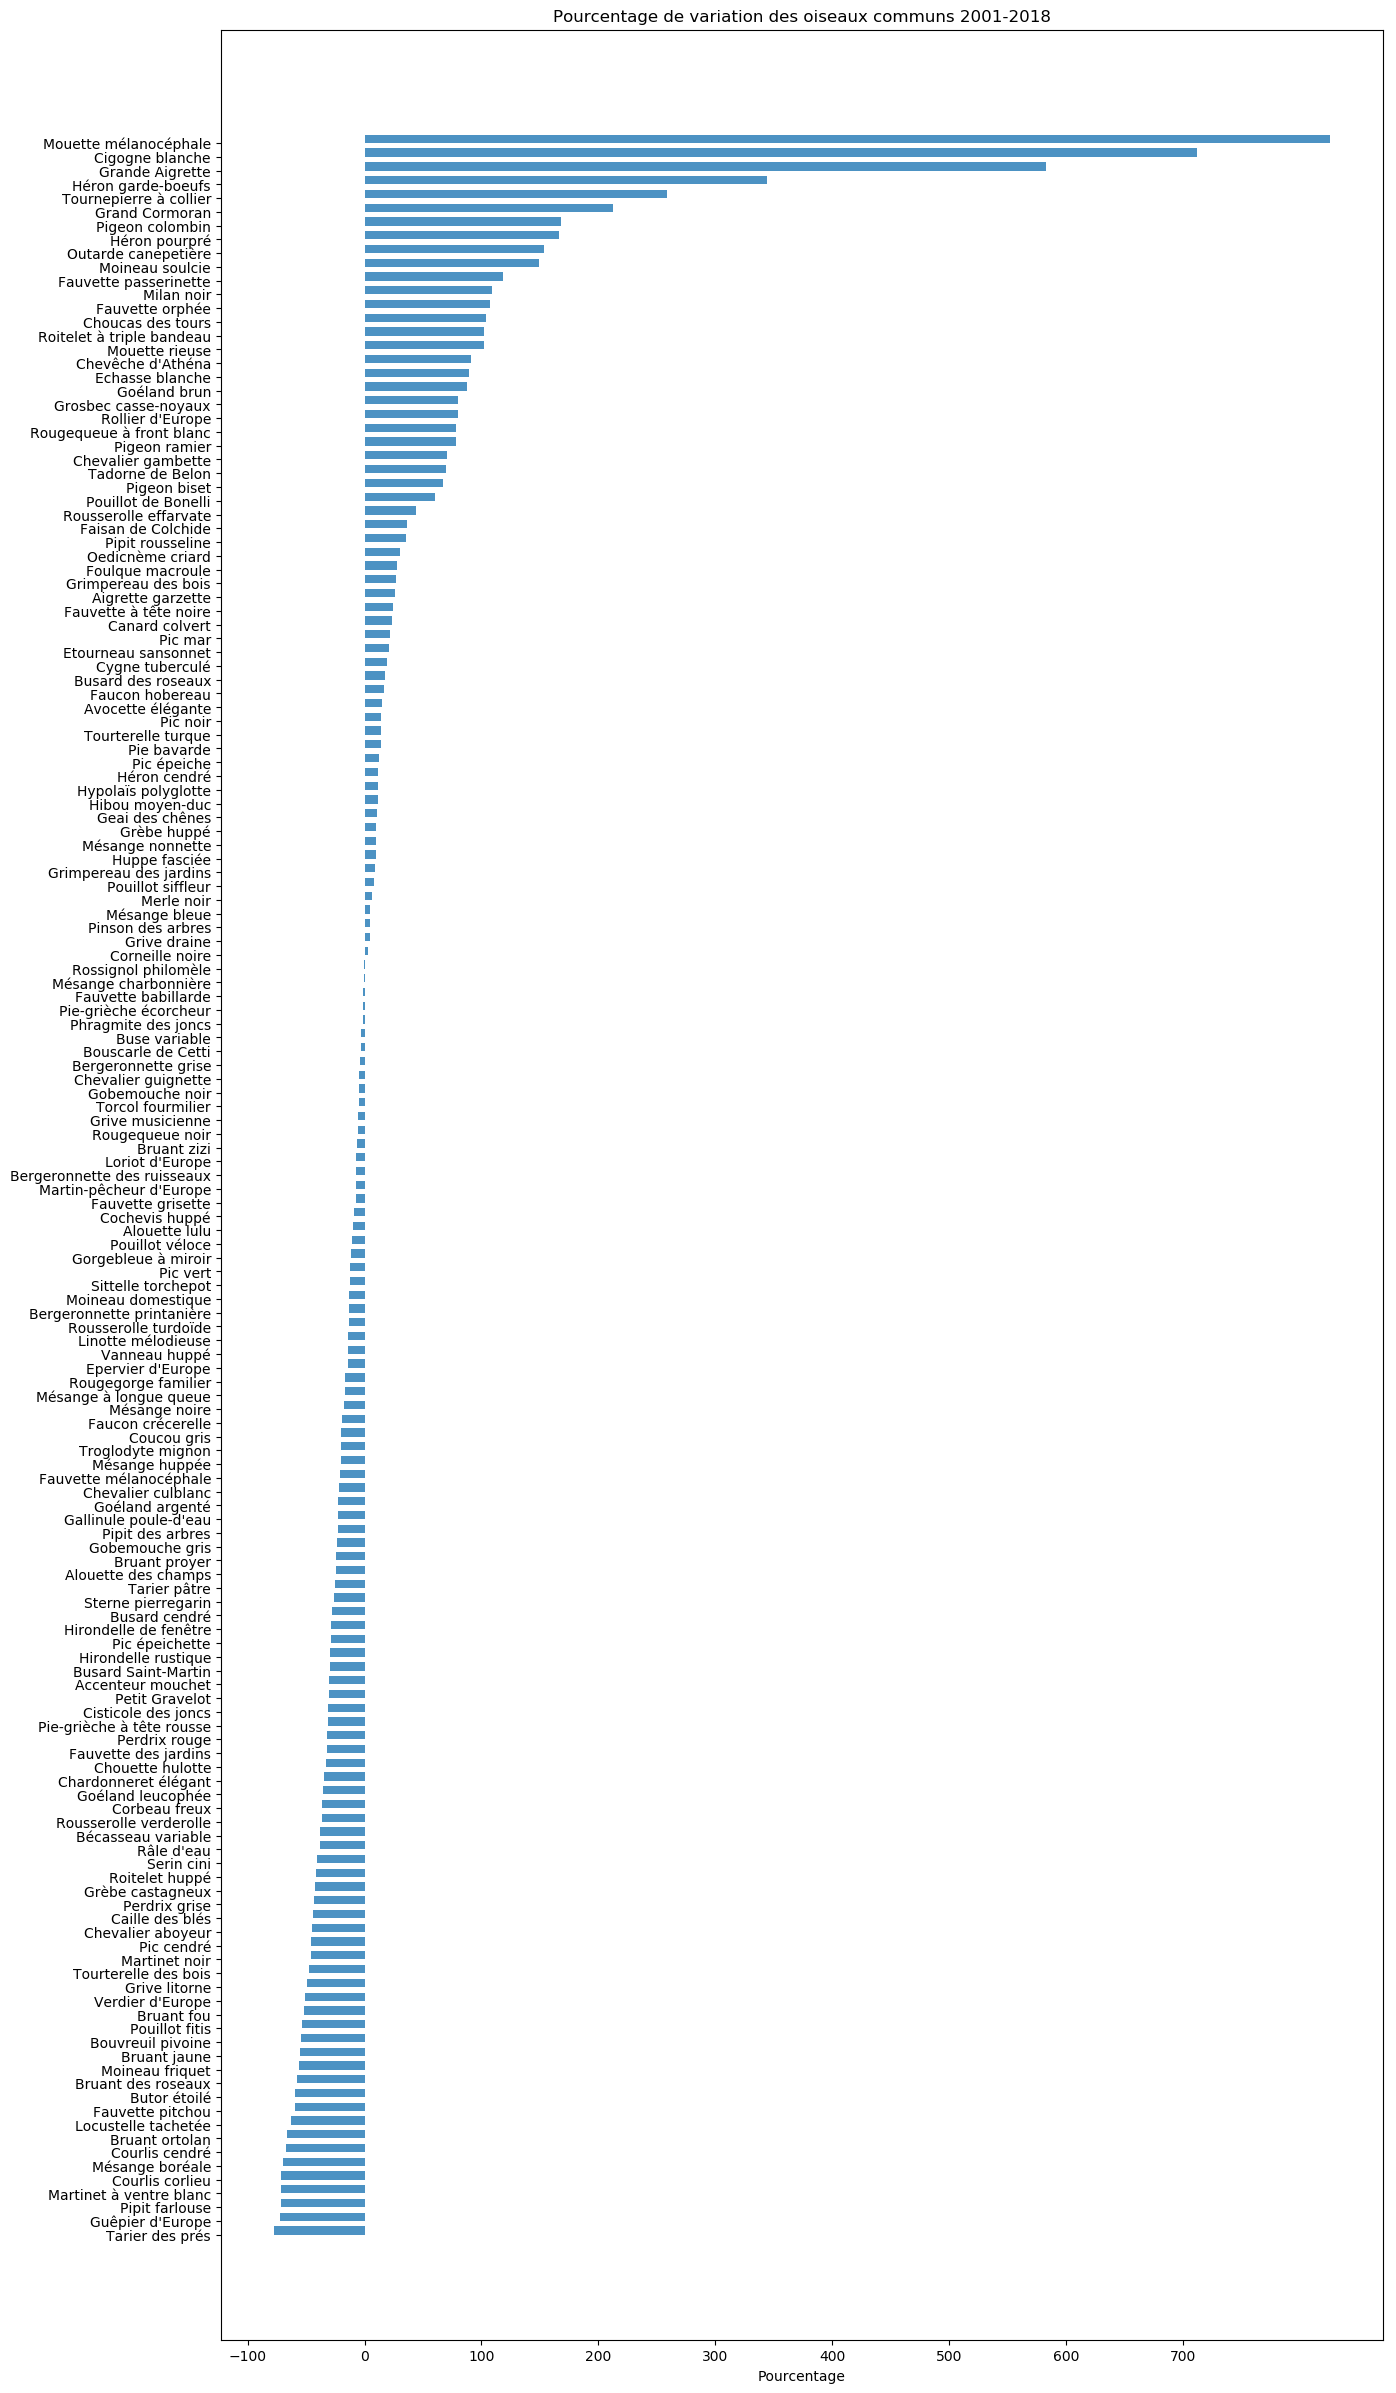 Pourcentage de variation des oiseaux communs 2001-2018
Mouette mélanocéphale
Cigogne blanche
Grande Aigrette
Héron garde-boeufs
Tournepierre à collier
Grand Cormoran
Pigeon colombin
Héron pourpré
Outarde canepetière
Moineau soulcie
Fauvette passerinette
Milan noir
Fauvette orphée
Choucas des tours
Roitelet à triple bandeau
Mouette rieuse
Chevêche d'Athéna
Echasse blanche
Goéland brun
Grosbec casse-noyaux
Rollier d'Europe
Rougequeue à front blanc
Pigeon ramier
Chevalier gambette
Tadorne de Belon
Pigeon biset
Pouillot de Bonelli
Rousserolle effarvate
Faisan de Colchide
Pipit rousseline
Oedicnème criard
Foulque macroule
Grimpereau des bois
Aigrette garzette
Fauvette à tête noire
Canard colvert
Pic mar
Etourneau sansonnet
Cygne tuberculé
Busard des roseaux
Faucon hobereau
Avocette élégante
Pic noir
Tourterelle turque
Pie bavarde
Pic épeiche
Héron cendré
Hypolaïs polyglotte
Hibou moyen-duc
Geai des chênes
Grèbe huppé
Mésange nonnette
Huppe fasciée
Grimpereau des jardins
Pouillot siffleur
Merle noir
Mésange bleue
Pinson des arbres
Grive draine
Corneille noire
Rossignol philomèle
Mésange charbonnière
Fauvette babillarde
Pie-grièche écorcheur
Phragmite des joncs
Buse variable
Bouscarle de Cetti
Bergeronnette grise
Chevalier guignette
Gobemouche noir
Torcol fourmilier
Grive musicienne
Rougequeue noir
Bruant zizi
Loriot d'Europe
Bergeronnette des ruisseaux
Martin-pêcheur d'Europe
Fauvette grisette
Cochevis huppé
Alouette lulu
Pouillot véloce
Gorgebleue à miroir
Pic vert
Sittelle torchepot
Moineau domestique
Bergeronnette printanière
Rousserolle turdoïde
Linotte mélodieuse
Vanneau huppé
Epervier d'Europe
Rougegorge familier
Mésange à longue queue
Mésange noire
Faucon crécerelle
Coucou gris
Troglodyte mignon
Mésange huppée
Fauvette mélanocéphale
Chevalier culblanc
Goéland argenté
Gallinule poule-d'eau
Pipit des arbres
Gobemouche gris
Bruant proyer
Alouette des champs
Tarier pâtre
Sterne pierregarin
Busard cendré
Hirondelle de fenêtre
Pic épeichette
Hirondelle rustique
Busard Saint-Martin
Accenteur mouchet
Petit Gravelot
Cisticole des joncs
Pie-grièche à tête rousse
Perdrix rouge
Fauvette des jardins
Chouette hulotte
Chardonneret élégant
Goéland leucophée
Corbeau freux
Rousserolle verderolle
Bécasseau variable
Râle d'eau
Serin cini
Roitelet huppé
Grèbe castagneux
Perdrix grise
Caille des blés
Chevalier aboyeur
Pic cendré
Martinet noir
Tourterelle des bois
Grive litorne
Verdier d'Europe
Bruant fou
Pouillot fitis
Bouvreuil pivoine
Bruant jaune
Moineau friquet
Bruant des roseaux
Butor étoilé
Fauvette pitchou
Locustelle tachetée
Bruant ortolan
Courlis cendré
Mésange boréale
Courlis corlieu
Martinet à ventre blanc
Pipit farlouse
Guêpier d'Europe
Tarier des prés
−100 0 100 200 300 400 500 600 700
Pourcentage